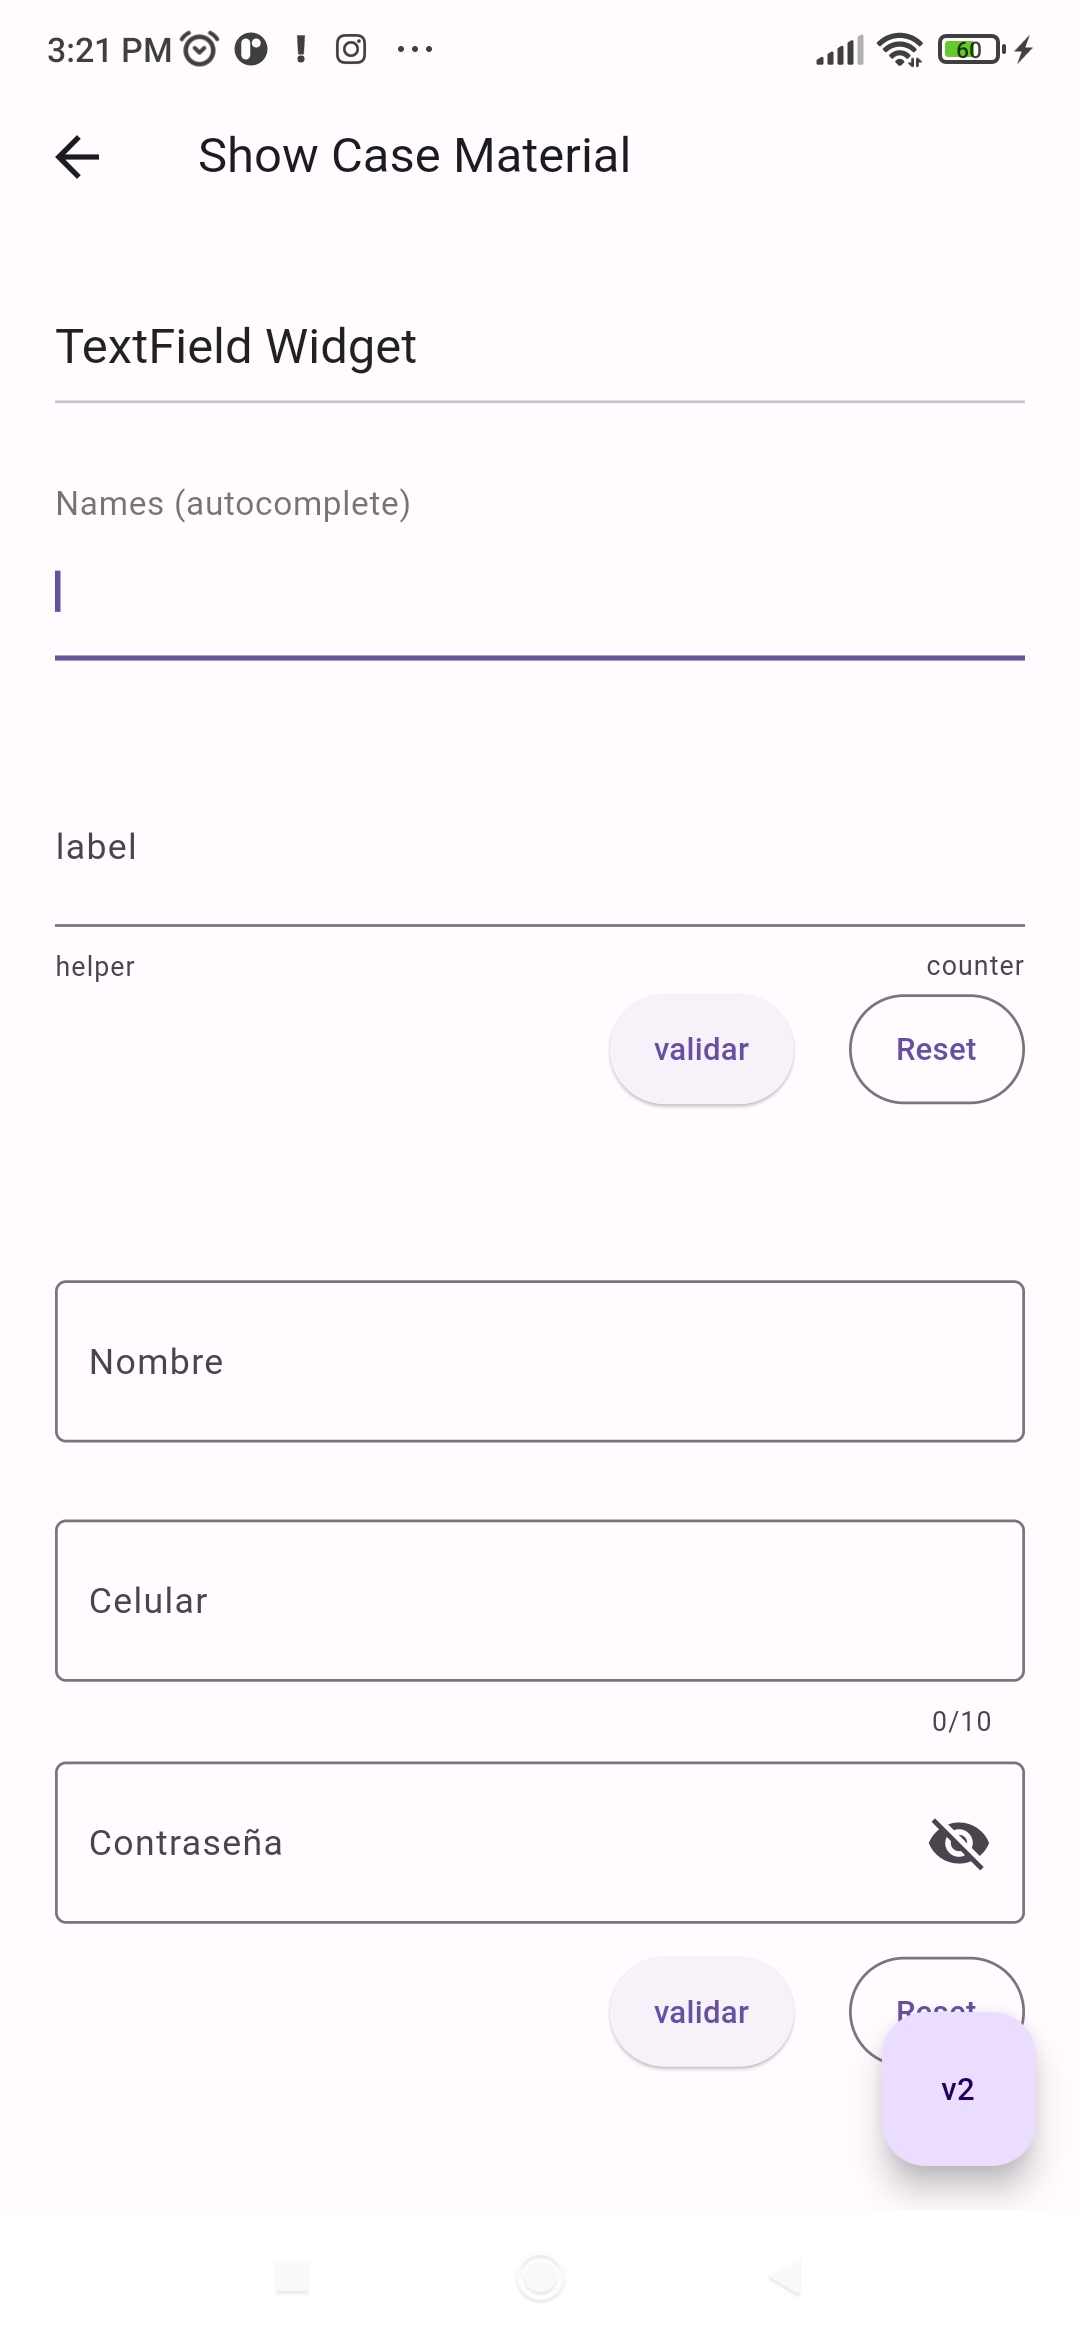 3:21 PM
60
Show Case Material
TextField Widget
Names (autocomplete)
label
helper
counter
validar
Reset
Nombre
Celular
0/10
Contraseña
validar
Reset
v2